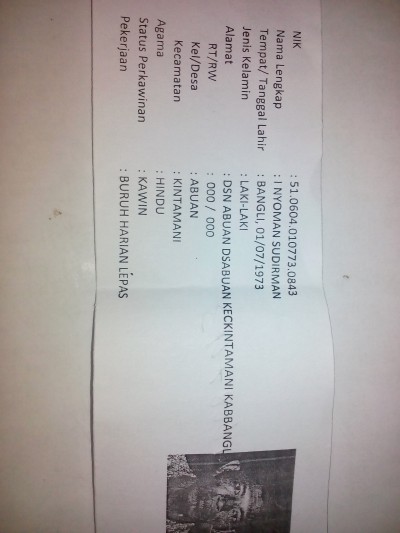 NIK : 51.0604.010773.0843
Nama Lengkap : I NYOMAN SUDIRMAN
Tempat/ Tanggal Lahir : BANGLI, 01/07/1973
Jenis Kelamin : LAKI-LAKI
Alamat : DSN ABUAN DSABUAN KECKINTAMANI KABBANGL
RT/RW : 000 / 000
Kel/Desa : ABUAN
Kecamatan : KINTAMANI
Agama : HINDU
Status Perkawinan : KAWIN
Pekerjaan : BURUH HARIAN LEPAS